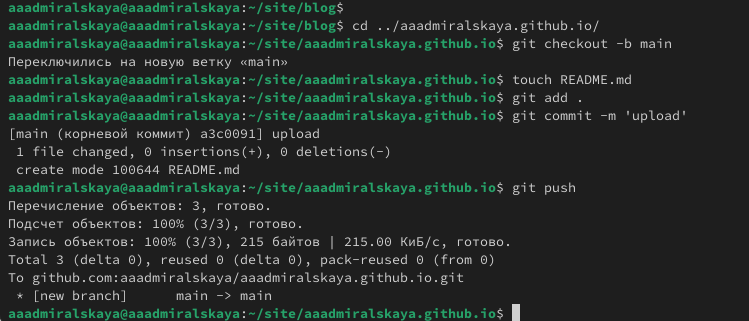 aaadmiralskaya@aaadmiralskaya:~/site/blog$
aaadmiralskaya@aaadmiralskaya:~/site/blog$ cd ../aaadmiralskaya.github.io/
aaadmiralskaya@aaadmiralskaya:~/site/aaadmiralskaya.github.io$ git checkout -b main
Переключились на новую ветку «main»
aaadmiralskaya@aaadmiralskaya:~/site/aaadmiralskaya.github.io$ touch README.md
aaadmiralskaya@aaadmiralskaya:~/site/aaadmiralskaya.github.io$ git add .
aaadmiralskaya@aaadmiralskaya:~/site/aaadmiralskaya.github.io$ git commit -m 'upload'
[main (корневой коммит) a3c0091] upload
 1 file changed, 0 insertions(+), 0 deletions(-)
 create mode 100644 README.md
aaadmiralskaya@aaadmiralskaya:~/site/aaadmiralskaya.github.io$ git push
Перечисление объектов: 3, готово.
Подсчет объектов: 100% (3/3), готово.
Запись объектов: 100% (3/3), 215 байтов | 215.00 КиБ/с, готово.
Total 3 (delta 0), reused 0 (delta 0), pack-reused 0 (from 0)
To github.com:aaadmiralskaya/aaadmiralskaya.github.io.git
 * [new branch]      main -> main
aaadmiralskaya@aaadmiralskaya:~/site/aaadmiralskaya.github.io$